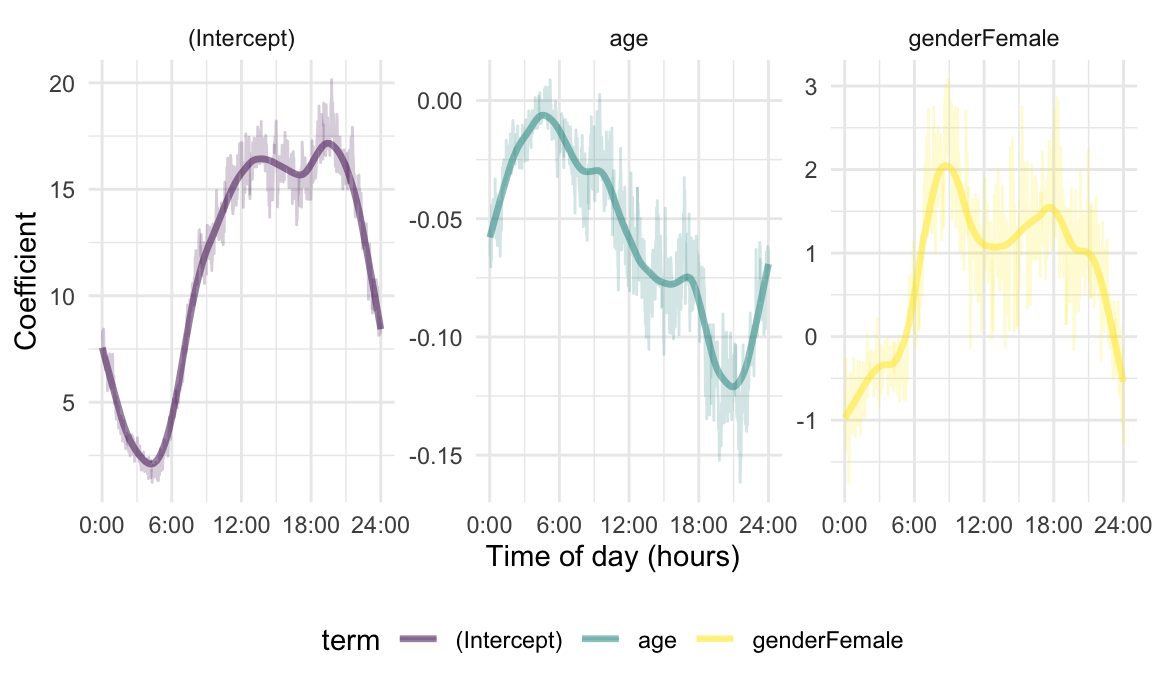 (Intercept) age genderFemale
Coefficient
20
15
10
5
0.00
-0.05
-0.10
-0.15
3
2
1
0
-1
0:00 6:00 12:00 18:00 24:00 0:00 6:00 12:00 18:00 24:00 0:00 6:00 12:00 18:00 24:00
Time of day (hours)
term (Intercept) age genderFemale